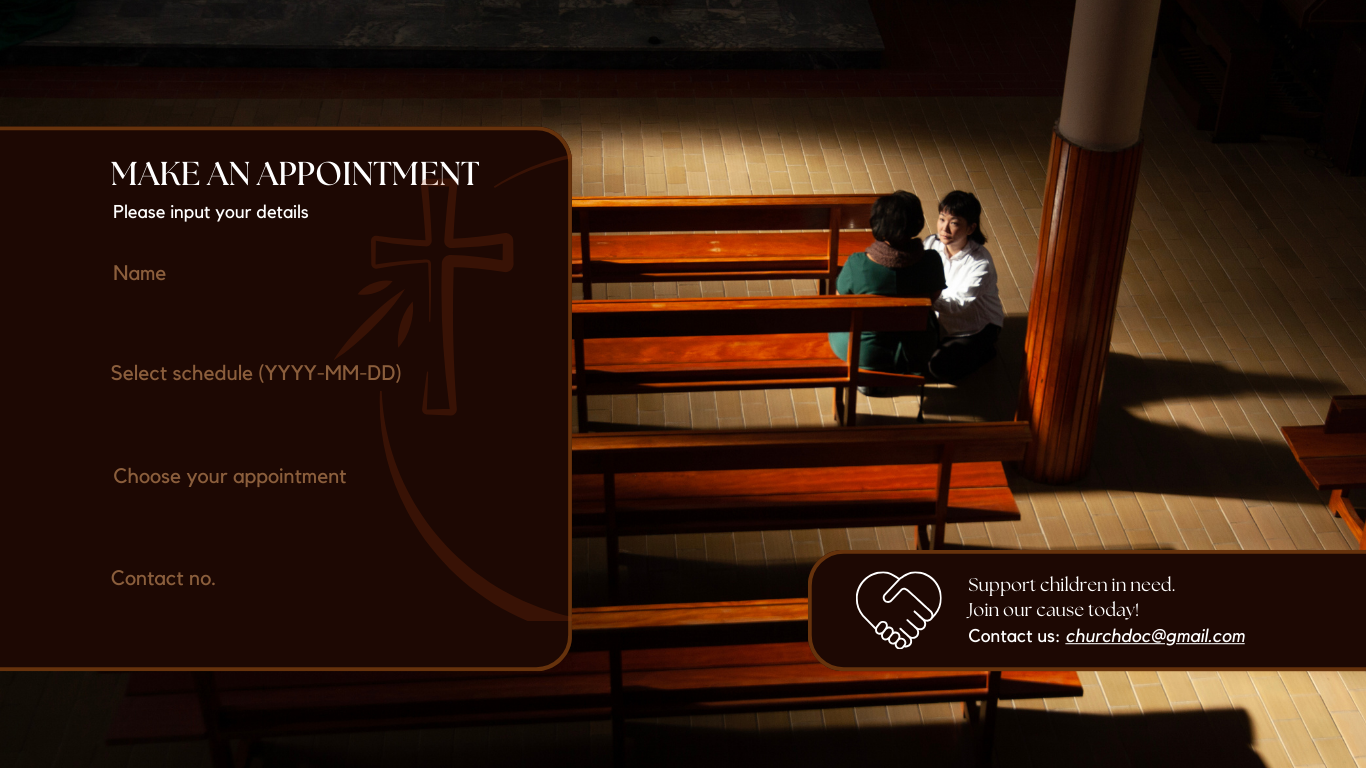 MAKE AN APPOINTMENT
Please input your details
Name
Select schedule (YYYY-MM-DD)
Choose your appointment
Contact no.
Support children in need.
Join our cause today!
Contact us: churchdoc@gmail.com